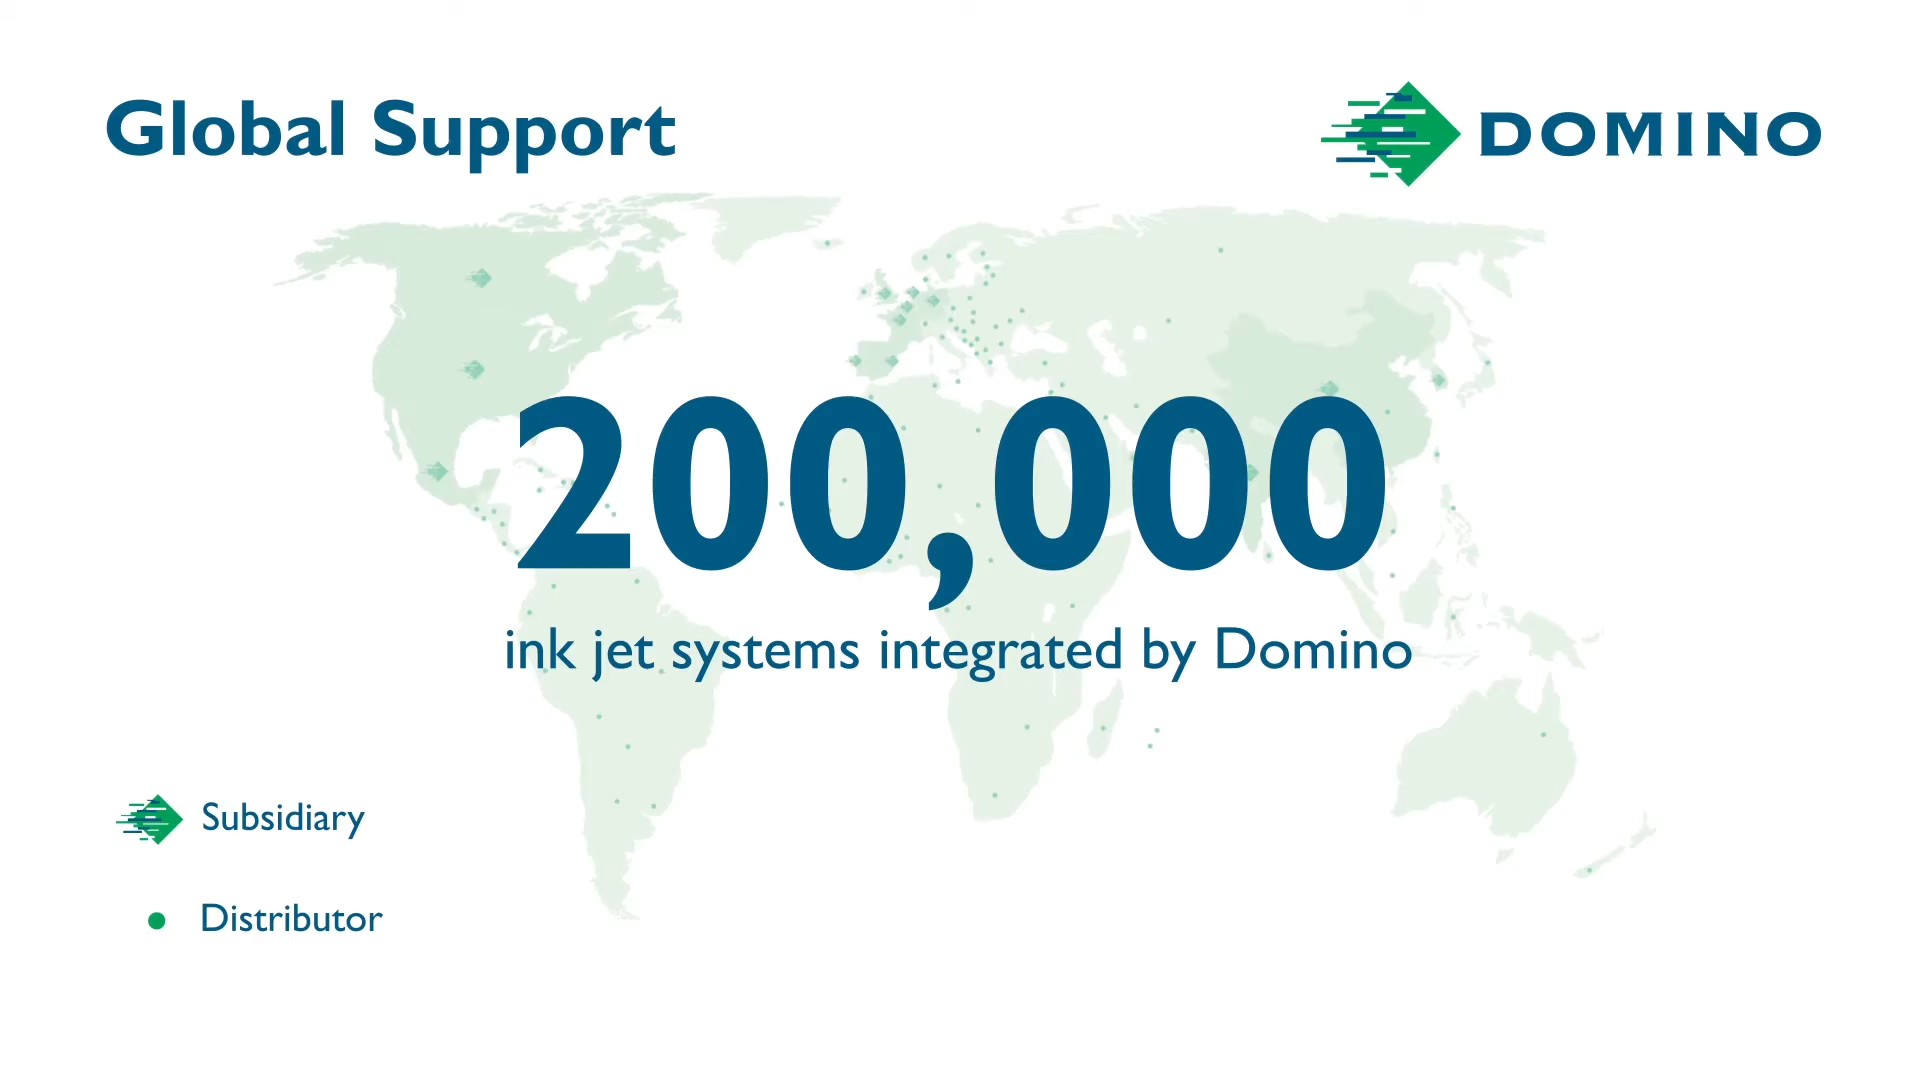 Global Support
DOMINO
200,000
ink jet systems integrated by Domino
Subsidiary
Distributor